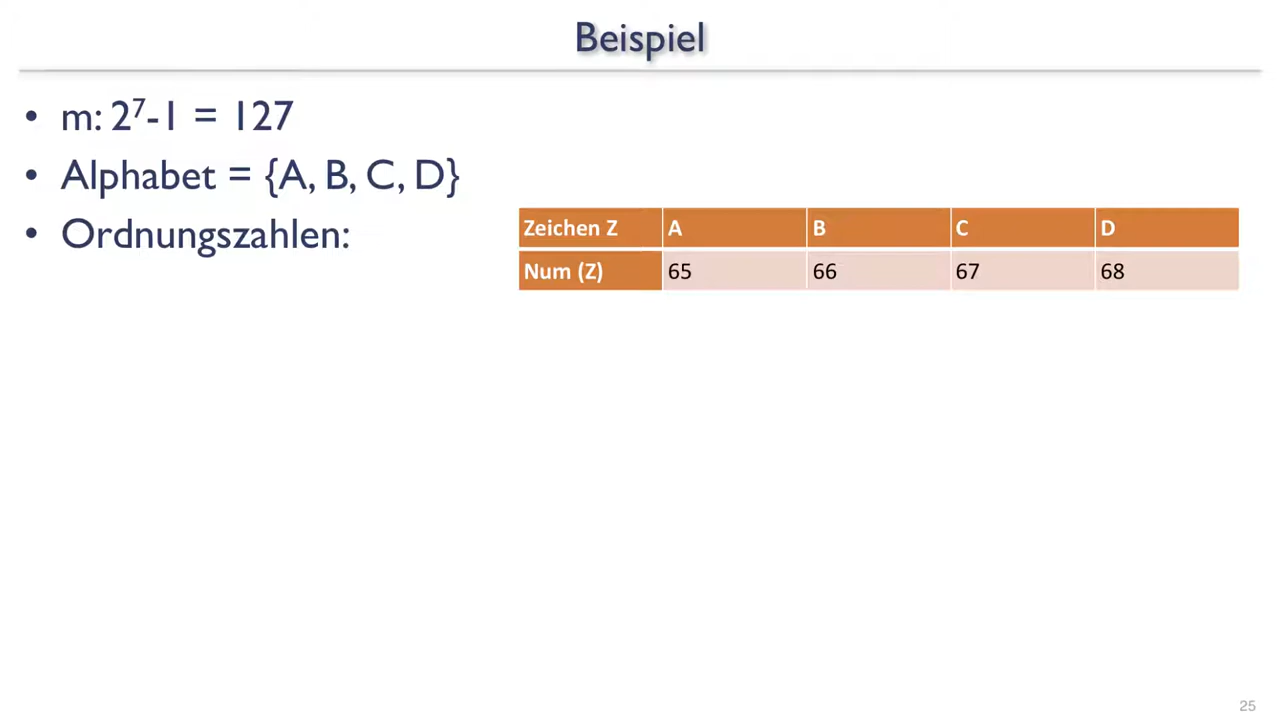 Beispiel
• m: 2⁷-1 = 127
• Alphabet = {A, B, C, D}
• Ordnungszahlen:
Zeichen Z A B C D
Num (Z) 65 66 67 68
25